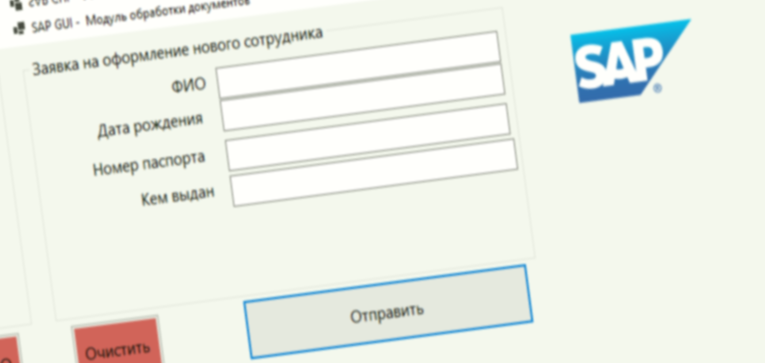 SAP GUI - Модуль обработки документов
Заявка на оформление нового сотрудника
ФИО
Дата рождения
Номер паспорта
Кем выдан
Отправить
Очистить
SAP
®